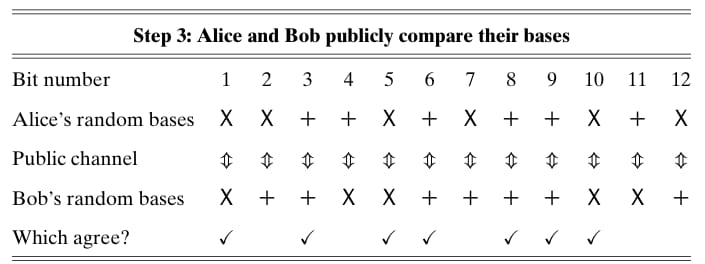 Step 3: Alice and Bob publicly compare their bases
Bit number 1 2 3 4 5 6 7 8 9 10 11 12
Alice’s random bases X X + + X + X + + X + X
Public channel ⇕ ⇕ ⇕ ⇕ ⇕ ⇕ ⇕ ⇕ ⇕ ⇕ ⇕ ⇕
Bob’s random bases X + + X X + + + + X X +
Which agree? ✓ ✓ ✓ ✓ ✓ ✓ ✓